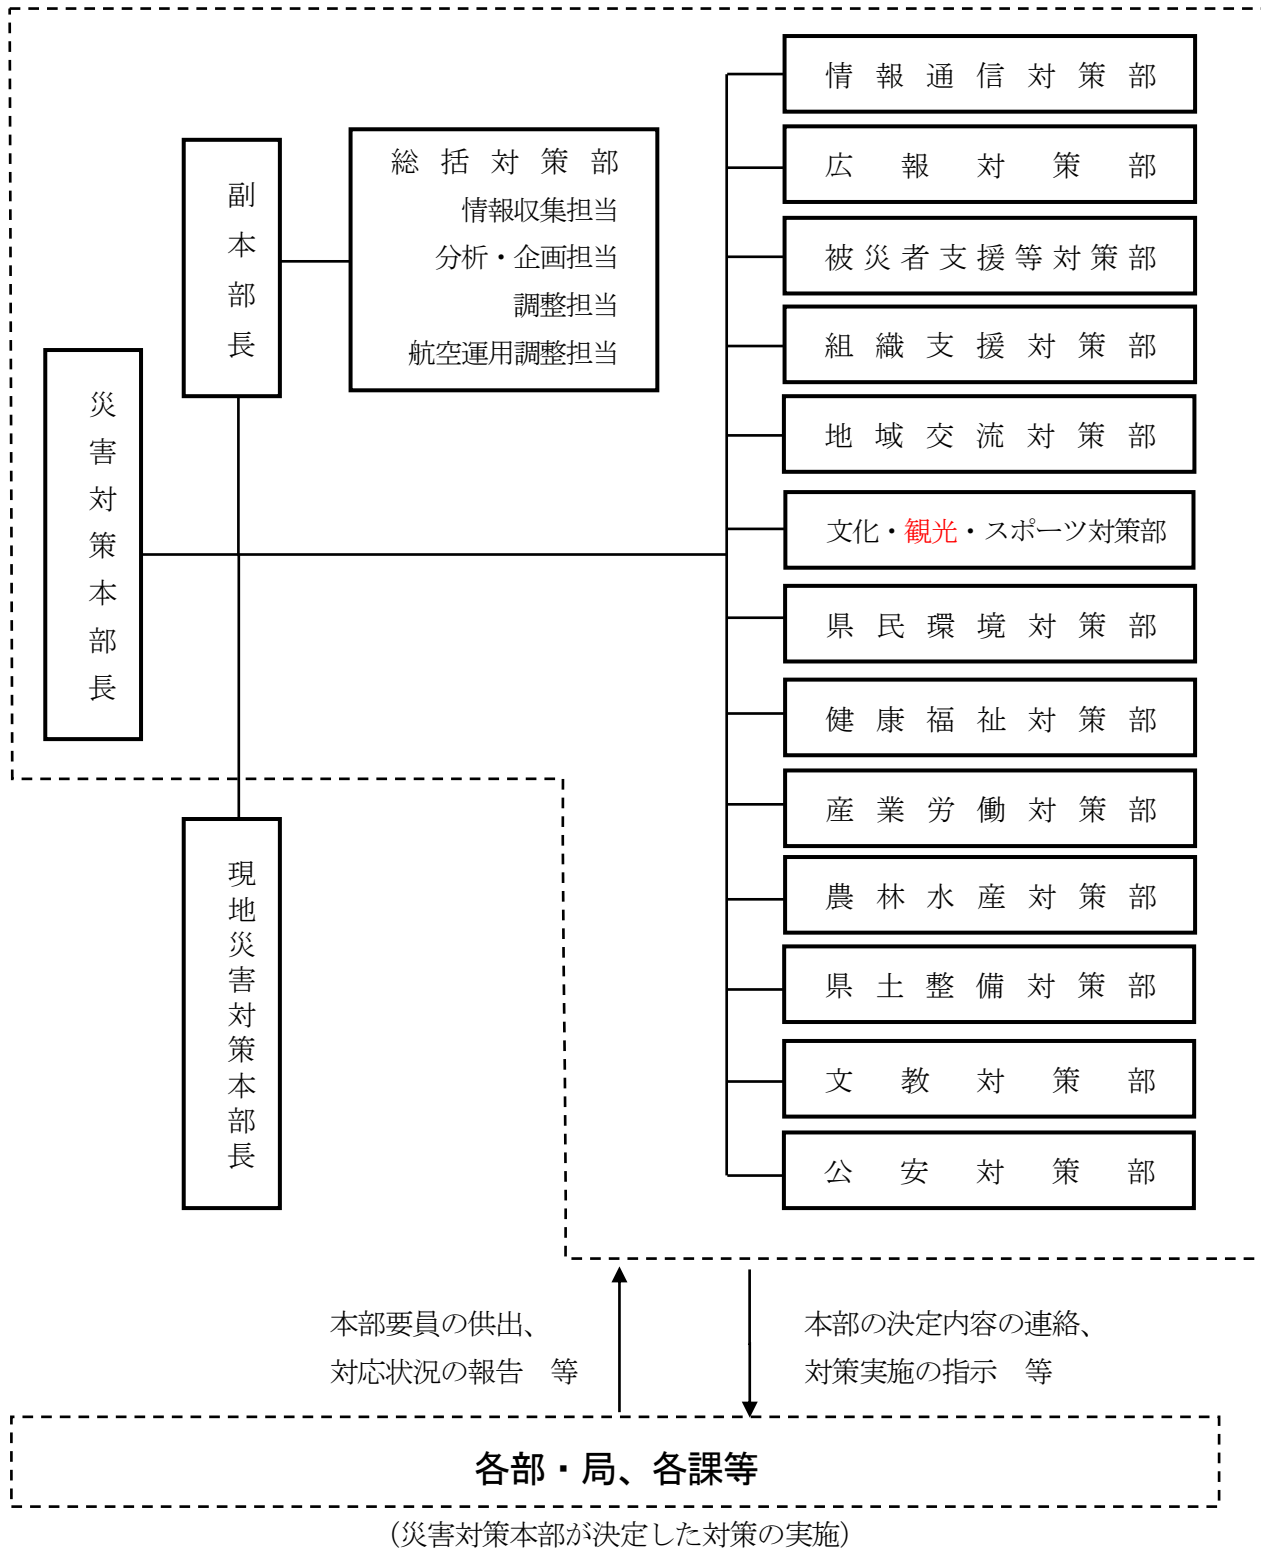 災害対策本部長
副本部長
総括対策部
情報収集担当
分析・企画担当
調整担当
航空運用調整担当
現地災害対策本部長
情報通信対策部
広報対策部
被災者支援等対策部
組織支援対策部
地域交流対策部
文化・観光・スポーツ対策部
県民環境対策部
健康福祉対策部
産業労働対策部
農林水産対策部
県土整備対策部
文教対策部
公安対策部
本部要員の供出、
対応状況の報告　等
本部の決定内容の連絡、
対策実施の指示　等
各部・局、各課等
（災害対策本部が決定した対策の実施）